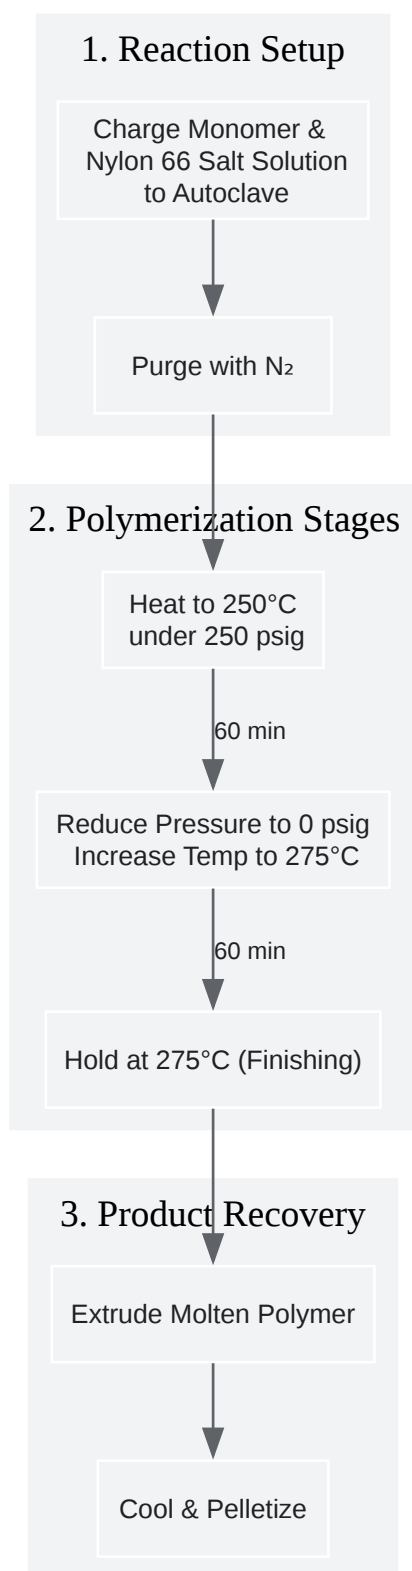 1. Reaction Setup
Charge Monomer &
Nylon 66 Salt Solution
to Autoclave
Purge with N₂
2. Polymerization Stages
Heat to 250°C
under 250 psig
60 min
Reduce Pressure to 0 psig
Increase Temp to 275°C
60 min
Hold at 275°C (Finishing)
3. Product Recovery
Extrude Molten Polymer
Cool & Pelletize